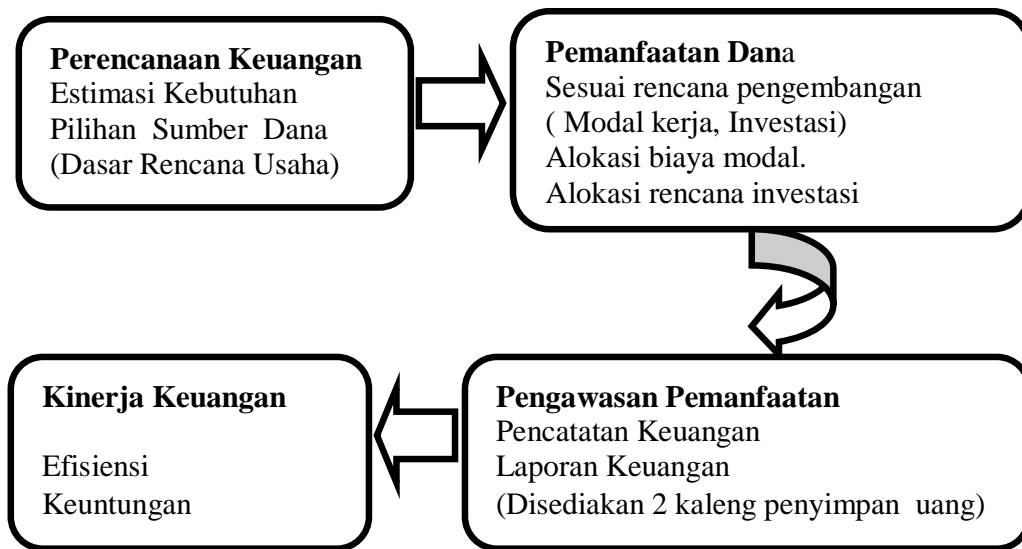 Perencanaan Keuangan
Estimasi Kebutuhan
Pilihan Sumber Dana
(Dasar Rencana Usaha)
Pemanfaatan Dana
Sesuai rencana pengembangan
( Modal kerja, Investasi)
Alokasi biaya modal.
Alokasi rencana investasi
Pengawasan Pemanfaatan
Pencatatan Keuangan
Laporan Keuangan
(Disediakan 2 kaleng penyimpan uang)
Kinerja Keuangan
Efisiensi
Keuntungan